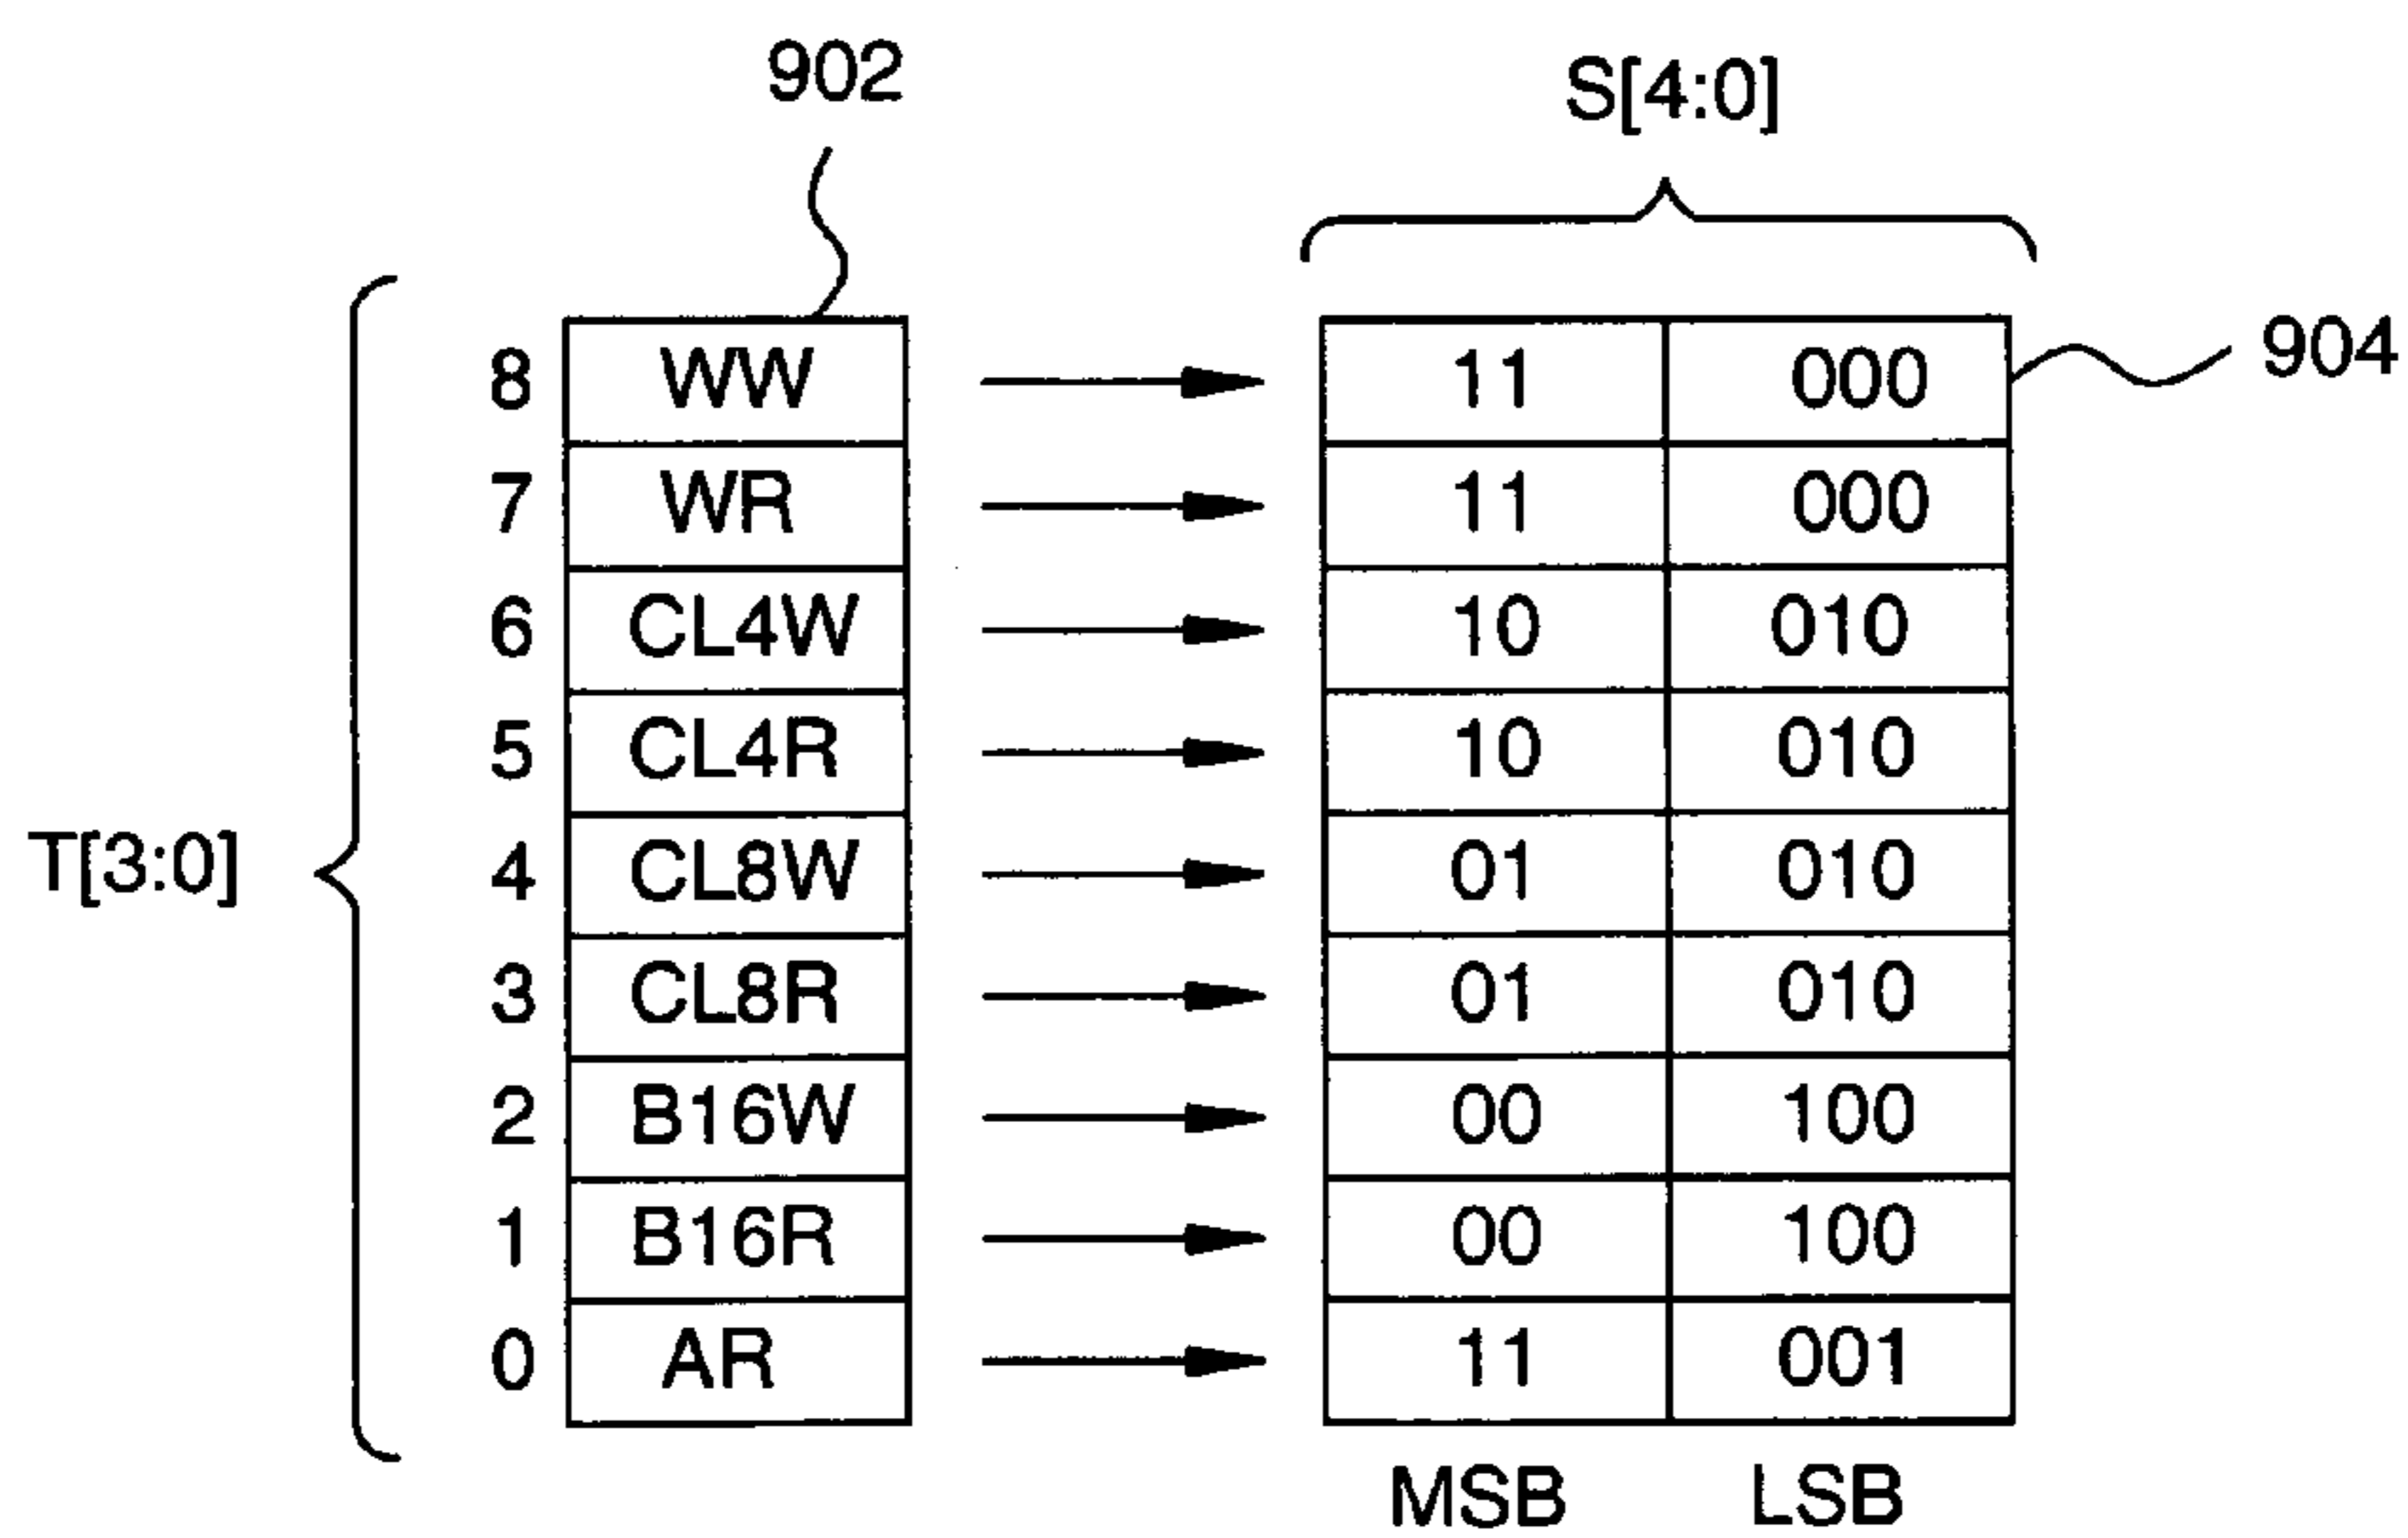 902
S[4:0]
904
8 WW 11 000
7 WR 11 000
6 CL4W 10 010
5 CL4R 10 010
T[3:0]
4 CL8W 01 010
3 CL8R 01 010
2 B16W 00 100
1 B16R 00 100
0 AR 11 001
MSB LSB